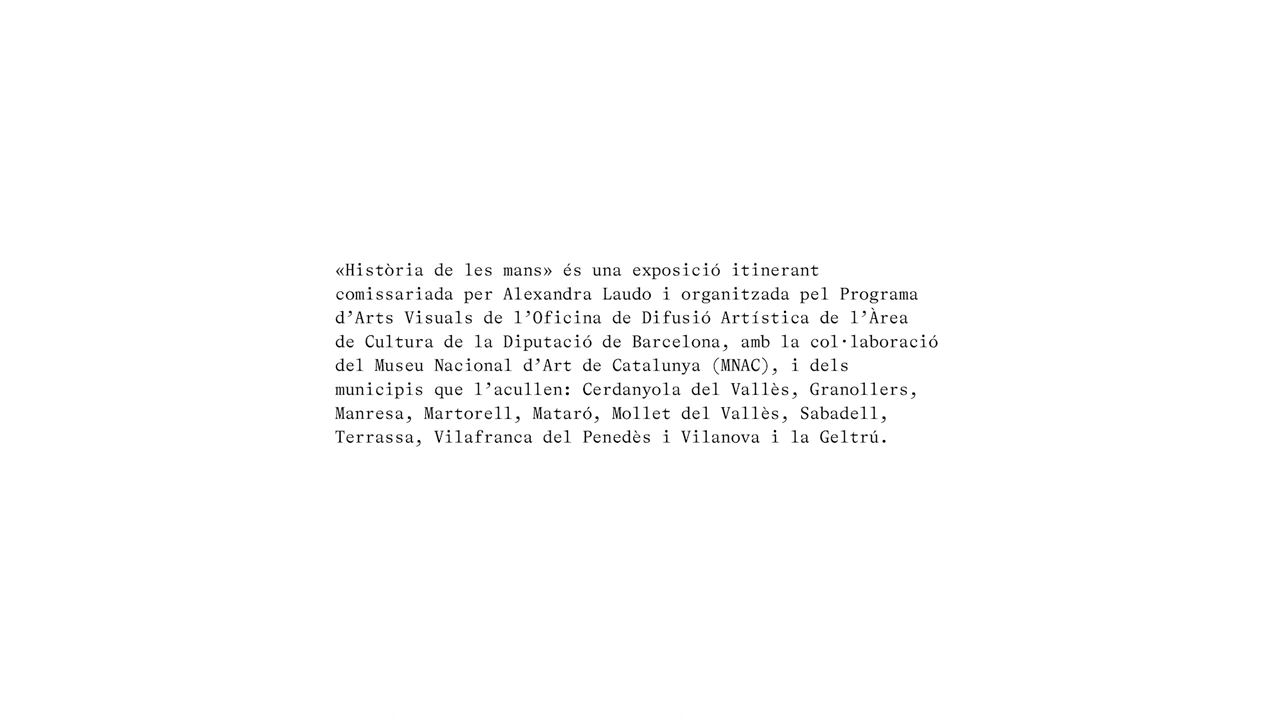 «Història de les mans» és una exposició itinerant
comissariada per Alexandra Laudo i organitzada pel Programa
d’Arts Visuals de l’Oficina de Difusió Artística de l’Àrea
de Cultura de la Diputació de Barcelona, amb la col·laboració
del Museu Nacional d’Art de Catalunya (MNAC), i dels
municipis que l’acullen: Cerdanyola del Vallès, Granollers,
Manresa, Martorell, Mataró, Mollet del Vallès, Sabadell,
Terrassa, Vilafranca del Penedès i Vilanova i la Geltrú.